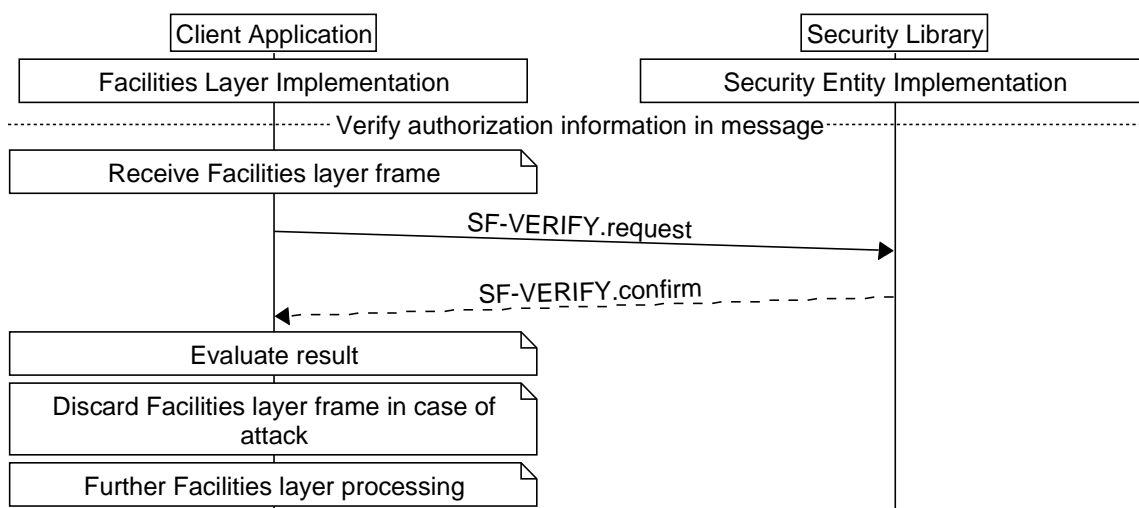 Client Application
Security Library
Facilities Layer Implementation
Security Entity Implementation
Verify authorization information in message
Receive Facilities layer frame
SF-VERIFY.request
SF-VERIFY.confirm
Evaluate result
Discard Facilities layer frame in case of
attack
Further Facilities layer processing